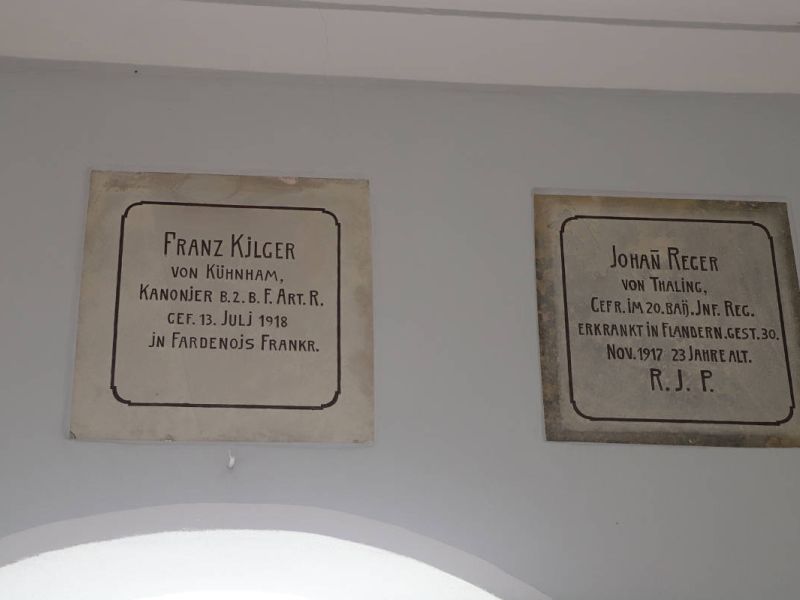 FRANZ KJLGER
VON KÜHNHAM,
KANONJER B. 2. B. F. ART. R.
GEF. 13. JULJ 1918
JN FARDENOJS FRANKR.
JOHAN̄ REGER
VON THALING,
GEFR. IM 20. BAIJ. JNF. REG.
ERKRANKT IN FLANDERN. GEST. 30.
NOV. 1917 23 JAHRE ALT.
R. J. P.